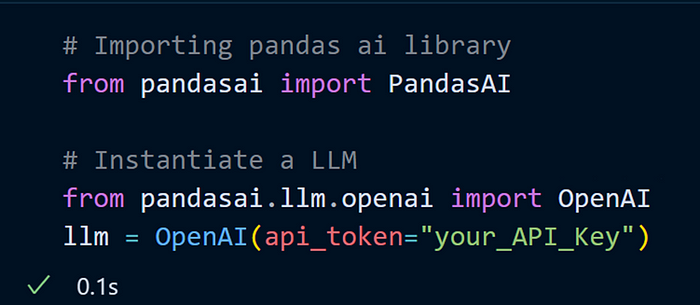 # Importing pandas ai library
from pandasai import PandasAI
# Instantiate a LLM
from pandasai.llm.openai import OpenAI
llm = OpenAI(api_token="your_API_Key")
✓ 0.1s